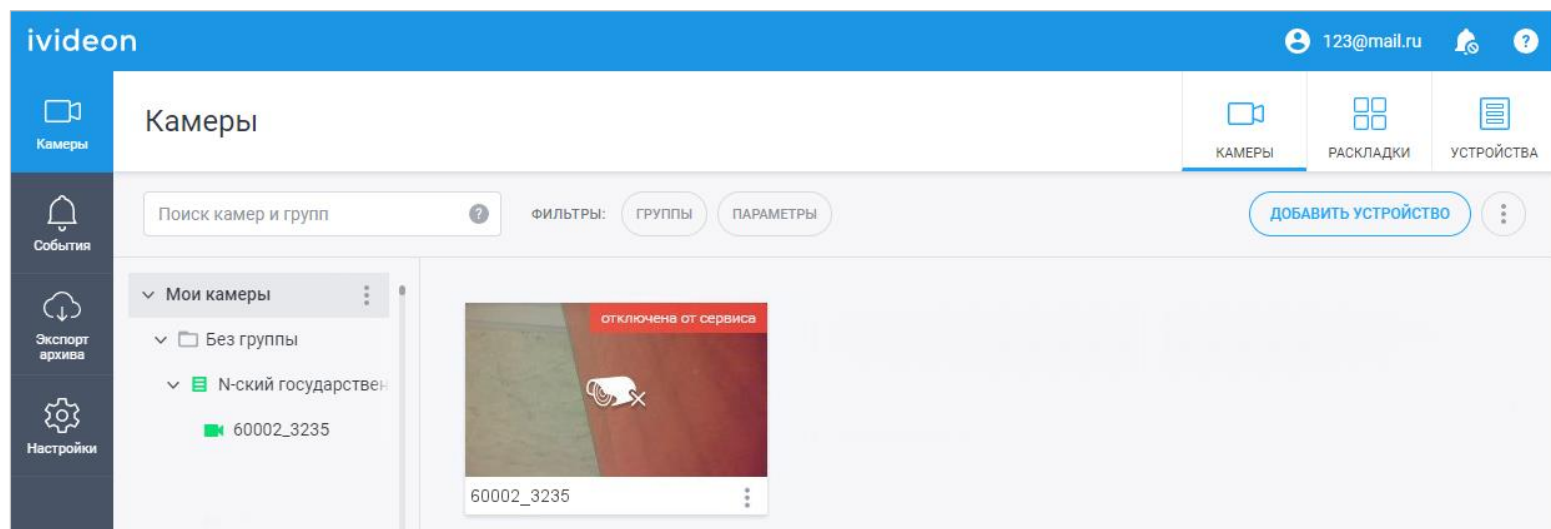 ivideon
123@mail.ru
?
Камеры
Камеры
КАМЕРЫ
РАСКЛАДКИ
УСТРОЙСТВА
События
Поиск камер и групп
?
ФИЛЬТРЫ:
ГРУППЫ
ПАРАМЕТРЫ
ДОБАВИТЬ УСТРОЙСТВО
Экспорт
архива
Настройки
Мои камеры
Без группы
N-ский государствен
60002_3235
отключена от сервиса
60002_3235